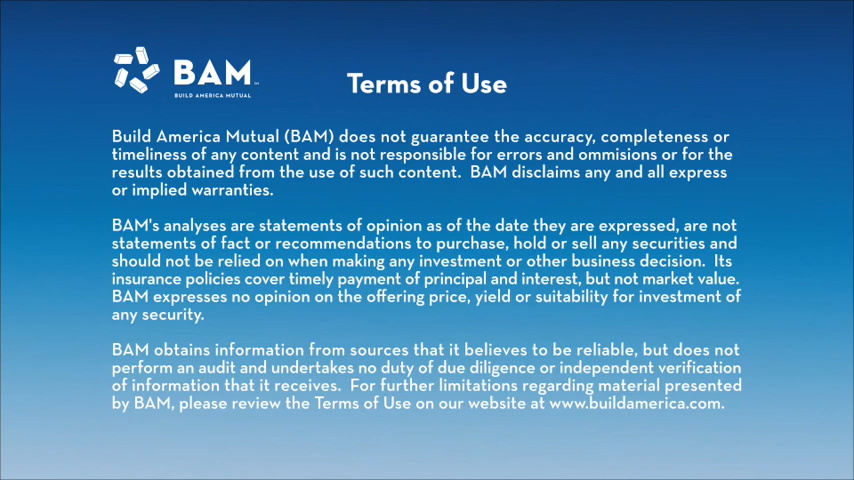 BAM
BUILD AMERICA MUTUAL
Terms of Use
Build America Mutual (BAM) does not guarantee the accuracy, completeness or
timeliness of any content and is not responsible for errors and ommisions or for the
results obtained from the use of such content. BAM disclaims any and all express
or implied warranties.
BAM's analyses are statements of opinion as of the date they are expressed, are not
statements of fact or recommendations to purchase, hold or sell any securities and
should not be relied on when making any investment or other business decision. Its
insurance policies cover timely payment of principal and interest, but not market value.
BAM expresses no opinion on the offering price, yield or suitability for investment of
any security.
BAM obtains information from sources that it believes to be reliable, but does not
perform an audit and undertakes no duty of due diligence or independent verification
of information that it receives. For further limitations regarding material presented
by BAM, please review the Terms of Use on our website at www.buildamerica.com.